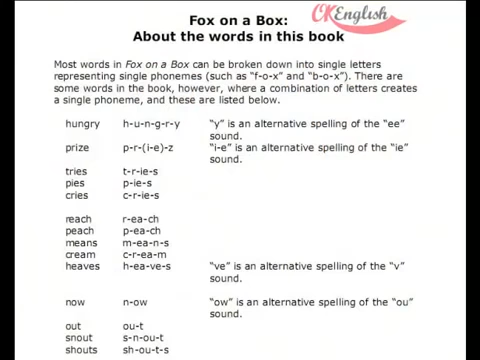 Fox on a Box:
OKEnglish
About the words in this book
Most words in Fox on a Box can be broken down into single letters
representing single phonemes (such as “f-o-x” and “b-o-x”). There are
some words in the book, however, where a combination of letters creates
a single phoneme, and these are listed below.
hungry h-u-n-g-r-y “y” is an alternative spelling of the “ee”
sound.
prize p-r-(i-e)-z “i-e” is an alternative spelling of the “ie”
sound.
tries t-r-ie-s
pies p-ie-s
cries c-r-ie-s
reach r-ea-ch
peach p-ea-ch
means m-ea-n-s
cream c-r-ea-m
heaves h-ea-ve-s “ve” is an alternative spelling of the “v”
sound.
now n-ow “ow” is an alternative spelling of the “ou”
sound.
out ou-t
snout s-n-ou-t
shouts sh-ou-t-s